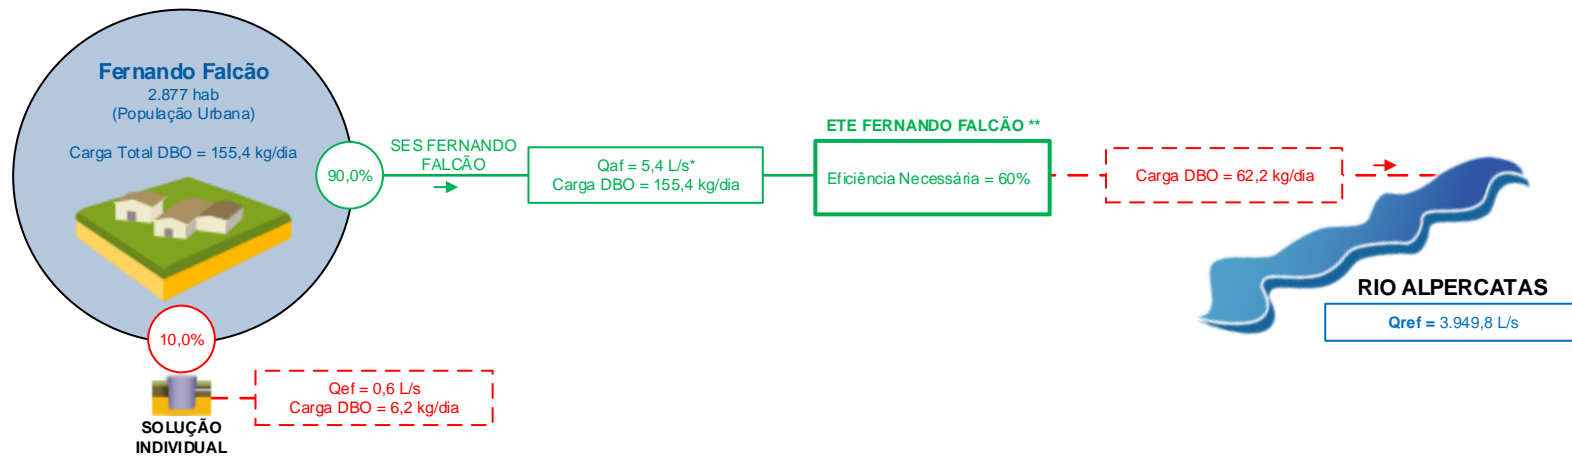 Fernando Falcão
2.877 hab
(População Urbana)
Carga Total DBO = 155,4 kg/dia
90,0%
SES FERNANDO
FALCÃO
Qaf = 5,4 L/s*
Carga DBO = 155,4 kg/dia
ETE FERNANDO FALCÃO **
Eficiência Necessária = 60%
Carga DBO = 62,2 kg/dia
RIO ALPERCATAS
Qref = 3.949,8 L/s
10,0%
SOLUÇÃO
INDIVIDUAL
Qef = 0,6 L/s
Carga DBO = 6,2 kg/dia